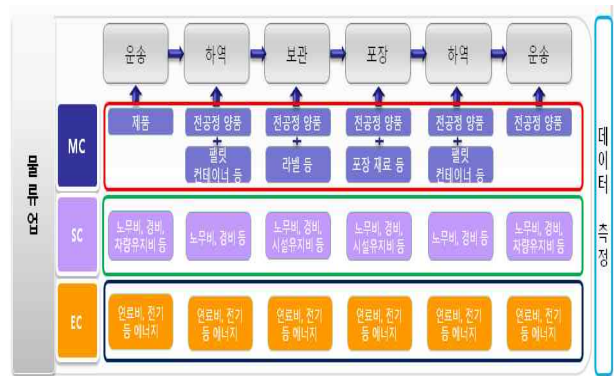 운송 하역 보관 포장 하역 운송
물류업
MC
제품 전공정 양품 전공정 양품 전공정 양품 전공정 양품 전공정 양품
+ + + +
팰릿 라벨 등 포장 재료 등 팰릿
컨테이너 등 컨테이너 등
SC
노무비, 경비, 노무비, 경비 등 노무비, 경비, 노무비, 경비, 노무비, 경비 등 노무비, 경비,
차량유지비 등 시설유지비 등 시설유지비 등 차량유지비 등
EC
연료비, 전기 연료비, 전기 연료비, 전기 연료비, 전기 연료비, 전기 연료비, 전기
등 에너지 등 에너지 등 에너지 등 에너지 등 에너지 등 에너지
데이터 측정